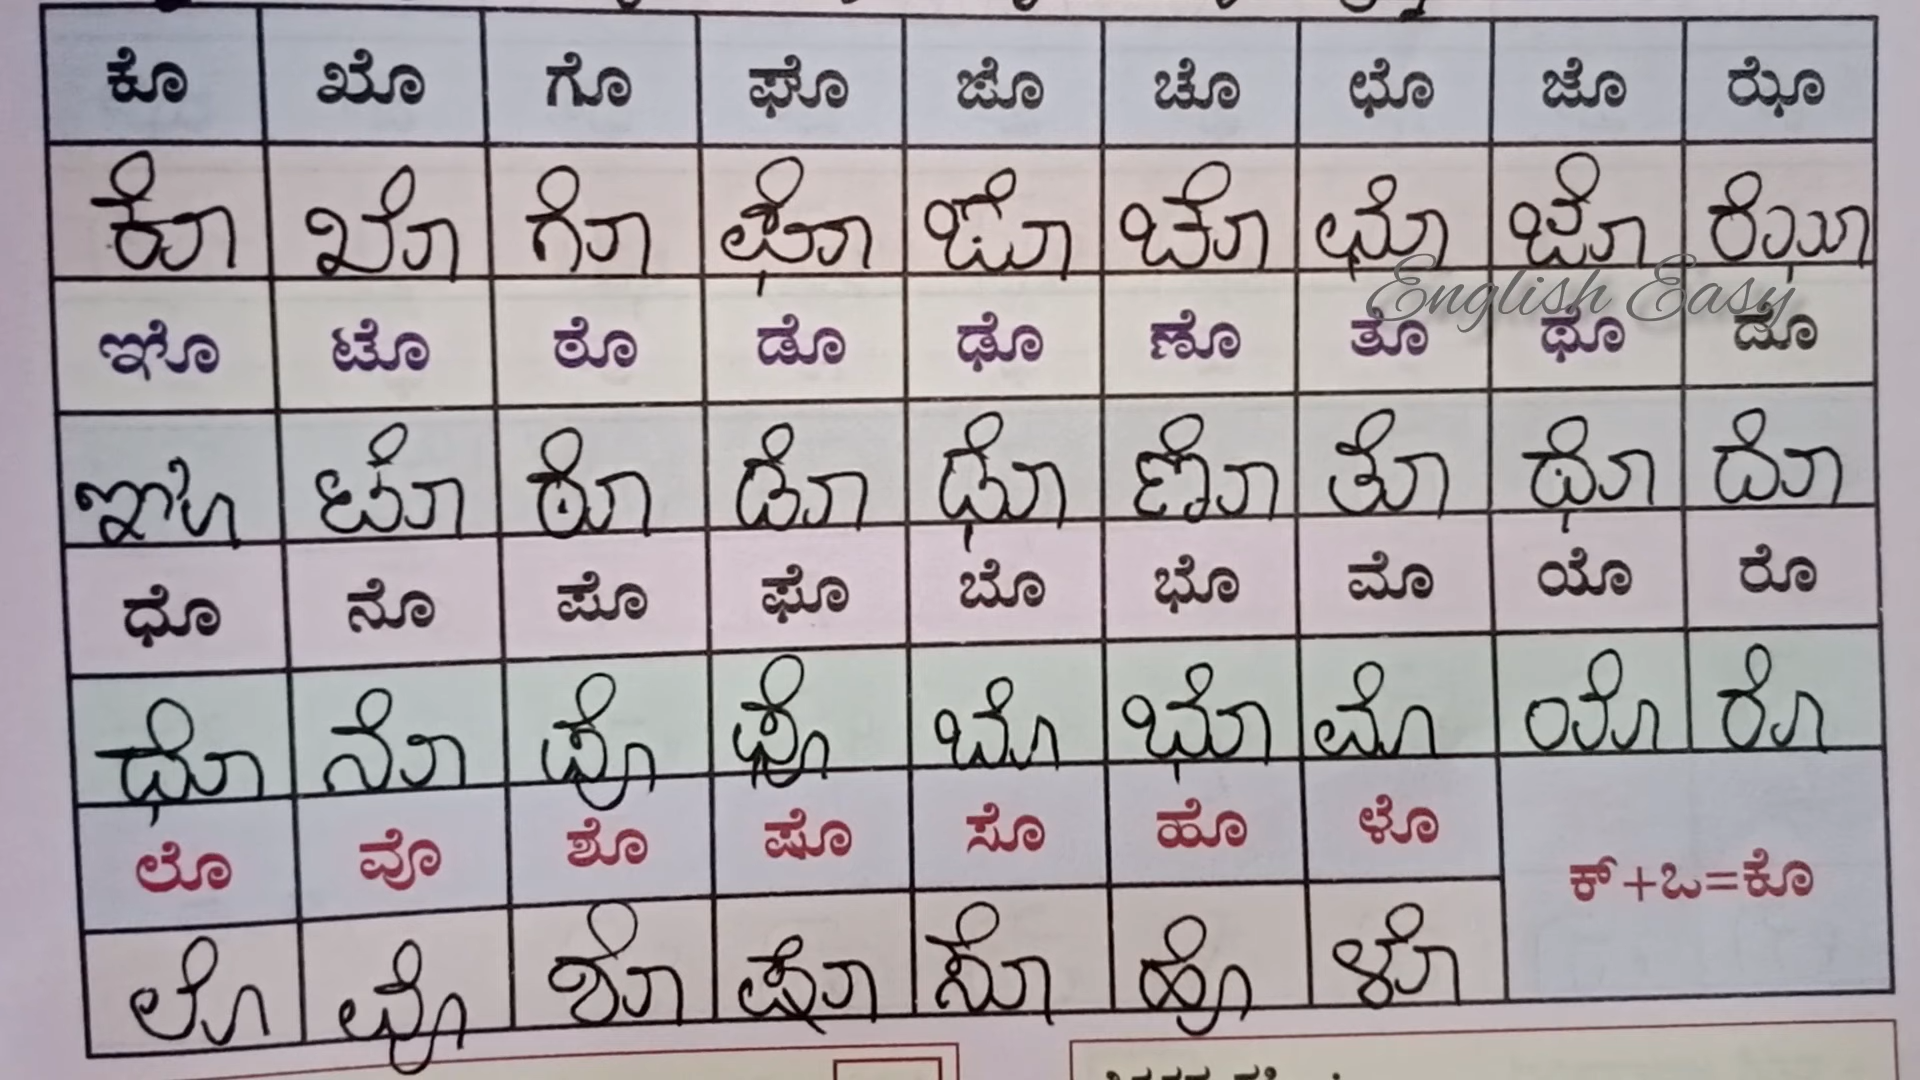 ಕೊ ಖೊ ಗೊ ಘೊ ಙೊ ಚೊ ಛೊ ಜೊ ಝೊ
ಕೊ ಖೊ ಗೊ ಘೊ ಙೊ ಚೊ ಛೊ ಜೊ ಝೊ
English Easy
ಞೊ ಟೊ ಠೊ ಡೊ ಢೊ ಣೊ ತೊ ಥೊ ದೊ
ಞೊ ಟೊ ಠೊ ಡೊ ಢೊ ಣೊ ತೊ ಥೊ ದೊ
ಧೊ ನೊ ಪೊ ಫೊ ಬೊ ಭೊ ಮೊ ಯೊ ರೊ
ಧೊ ನೊ ಪೊ ಫೊ ಬೊ ಭೊ ಮೊ ಯೊ ರೊ
ಲೊ ವೊ ಶೊ ಷೊ ಸೊ ಹೊ ಳೊ
ಕ್+ಒ=ಕೊ
ಲೊ ವೊ ಶೊ ಷೊ ಸೊ ಹೊ ಳೊ